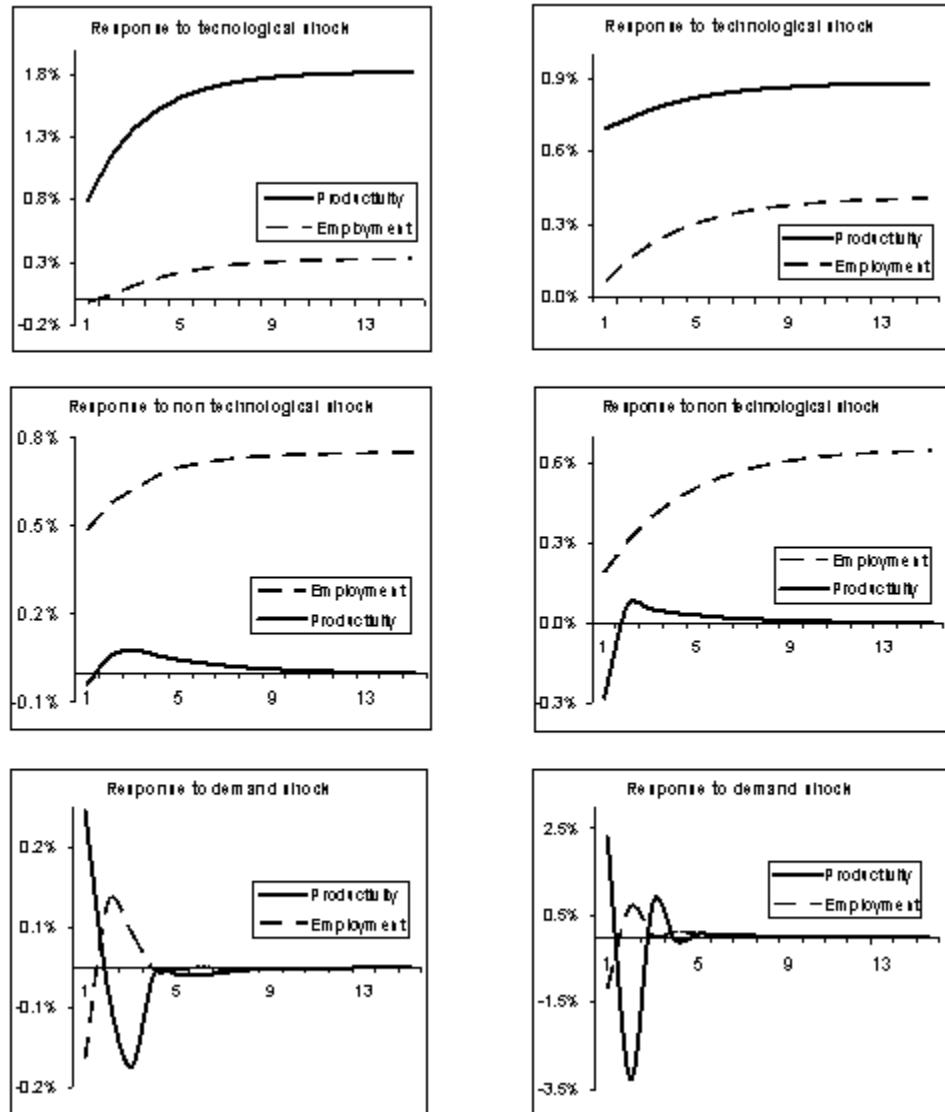 Response to tecnological shock
1.8%
1.3%
0.8%
0.3%
-0.2%
Productivity
Employment
1 5 9 13
Response to technological shock
0.9%
0.6%
0.3%
0.0%
Productivity
Employment
1 5 9 13
Response to non technological shock
0.8%
0.5%
0.2%
-0.1%
Employment
Productivity
1 5 9 13
Response to non technological shock
0.6%
0.3%
0.0%
-0.3%
Employment
Productivity
1 5 9 13
Response to demand shock
0.2%
0.1%
-0.1%
-0.2%
Productivity
Employment
1 5 9 13
Response to demand shock
2.5%
0.5%
-1.5%
-3.5%
Productivity
Employment
1 5 9 13